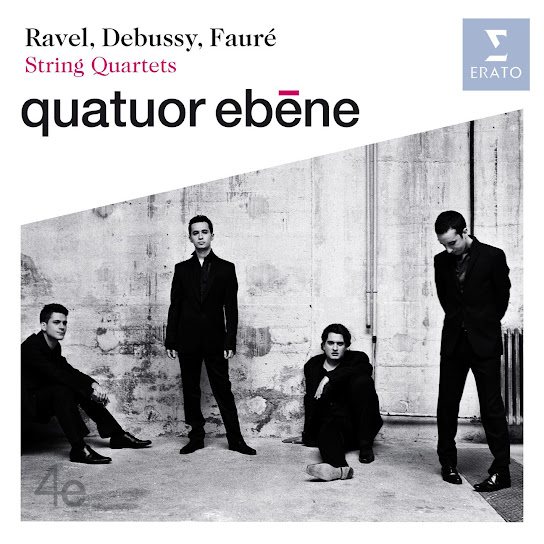 Ravel, Debussy, Fauré
String Quartets
quatuor ebēne
ERATO
4e